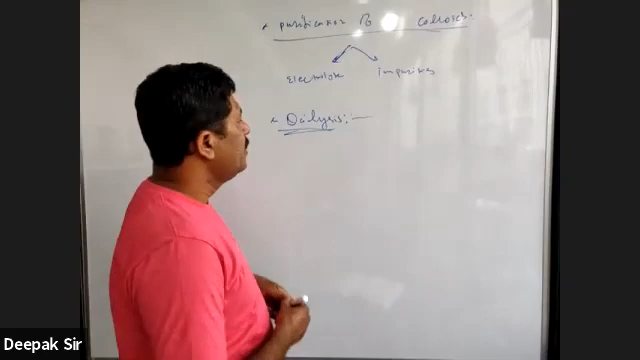 * purification of colloids.
Electrolyte Impurities
* Dialysis:—
Deepak Sir